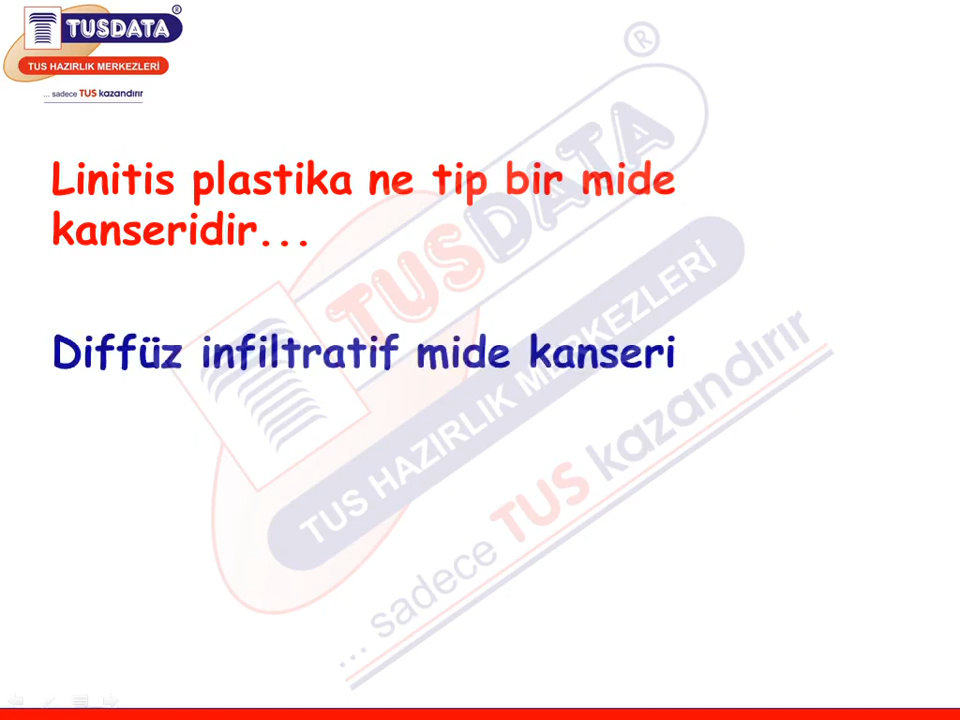 TUSDATA ®
TUS HAZIRLIK MERKEZLERİ
... sadece TUS kazandırır
Linitis plastika ne tip bir mide
kanseridir...
Diffüz infiltratif mide kanseri
TUSDATA ®
TUS HAZIRLIK MERKEZLERİ
... sadece TUS kazandırır